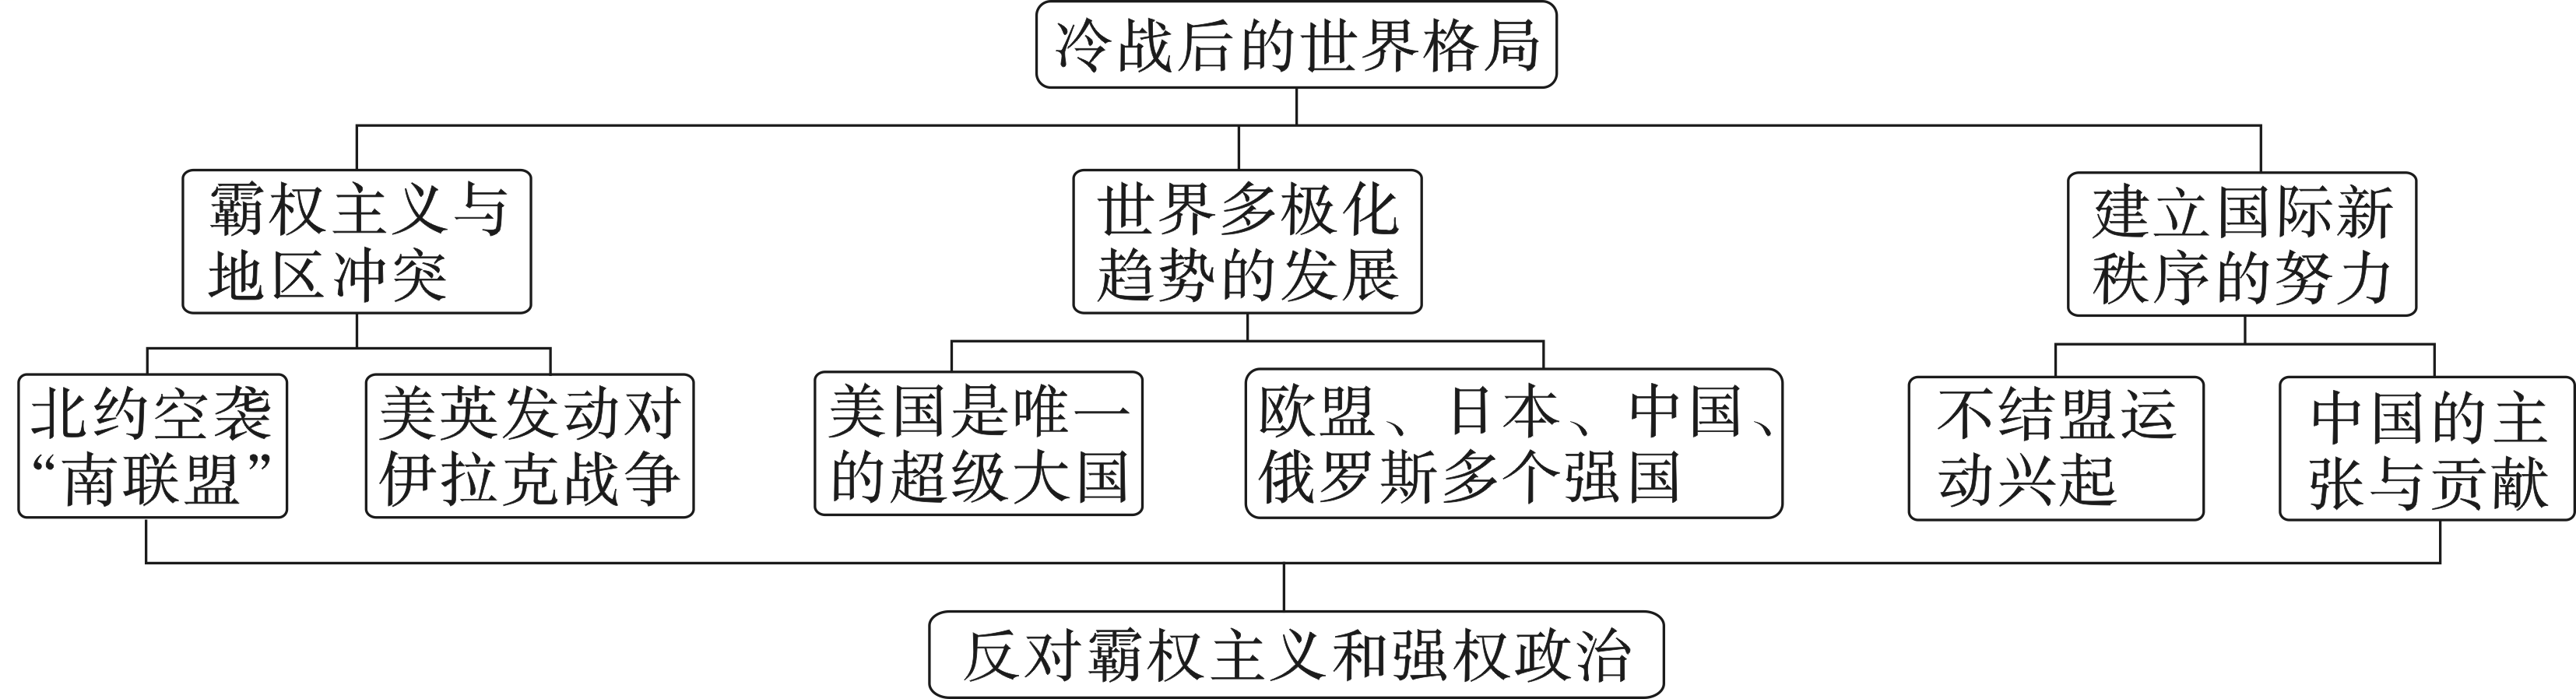 冷战后的世界格局
霸权主义与
地区冲突
世界多极化
趋势的发展
建立国际新
秩序的努力
北约空袭
“南联盟”
美英发动对
伊拉克战争
美国是唯一
的超级大国
欧盟、日本、中国、
俄罗斯多个强国
不结盟运
动兴起
中国的主
张与贡献
反对霸权主义和强权政治